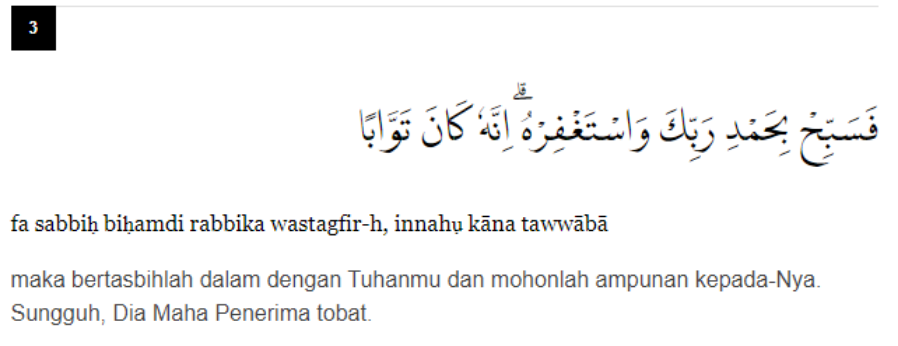 3
فَسَبِّحْ بِحَمْدِ رَبِّكَ وَاسْتَغْفِرْهُۗ اِنَّهٗ كَانَ تَوَّابًا
fa sabbiḥ biḥamdi rabbika wastagfir-h, innahụ kāna tawwābā
maka bertasbihlah dalam dengan Tuhanmu dan mohonlah ampunan kepada-Nya.
Sungguh, Dia Maha Penerima tobat.